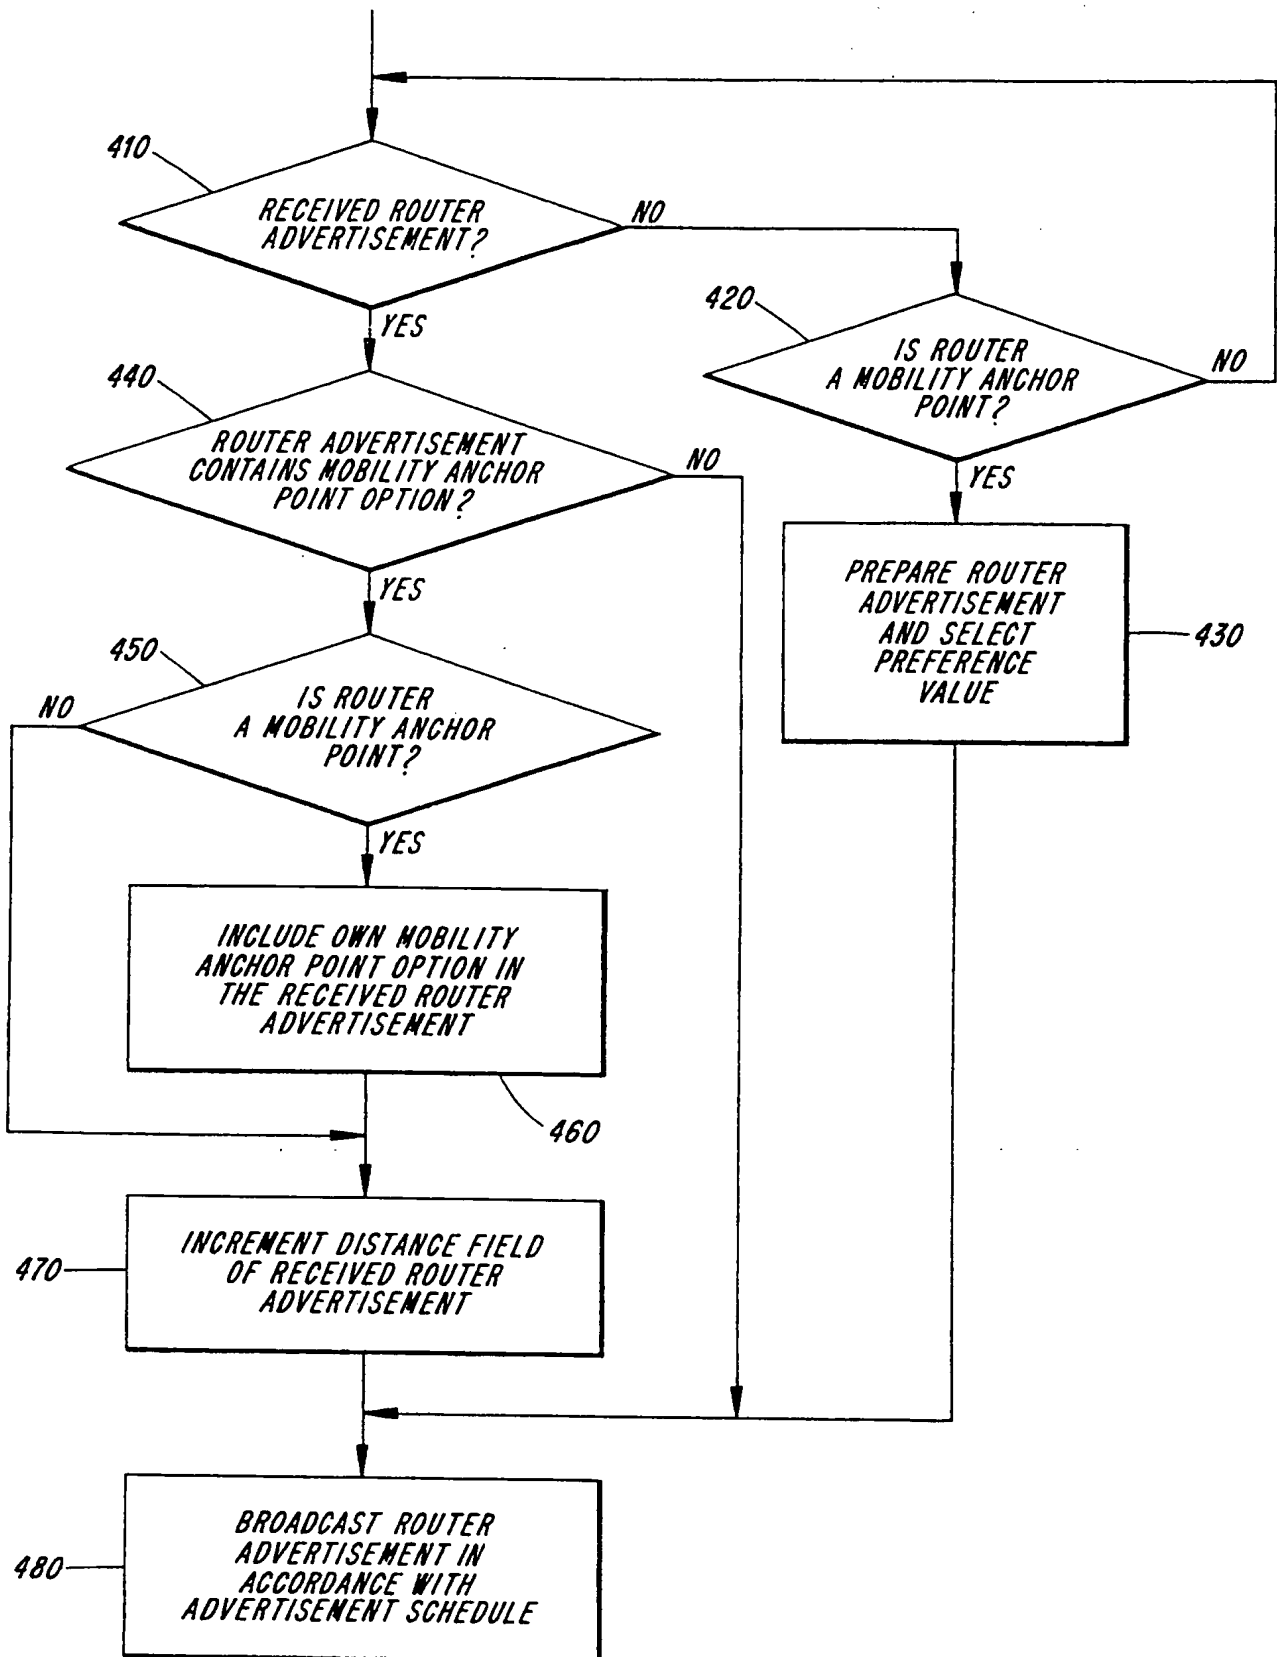 410
RECEIVED ROUTER
ADVERTISEMENT?
NO
YES
420
IS ROUTER
A MOBILITY ANCHOR
POINT?
NO
YES
440
ROUTER ADVERTISEMENT
CONTAINS MOBILITY ANCHOR
POINT OPTION?
NO
YES
PREPARE ROUTER
ADVERTISEMENT
AND SELECT
PREFERENCE
VALUE
430
450
IS ROUTER
A MOBILITY ANCHOR
POINT?
NO
YES
INCLUDE OWN MOBILITY
ANCHOR POINT OPTION IN
THE RECEIVED ROUTER
ADVERTISEMENT
460
INCREMENT DISTANCE FIELD
OF RECEIVED ROUTER
ADVERTISEMENT
470
BROADCAST ROUTER
ADVERTISEMENT IN
ACCORDANCE WITH
ADVERTISEMENT SCHEDULE
480